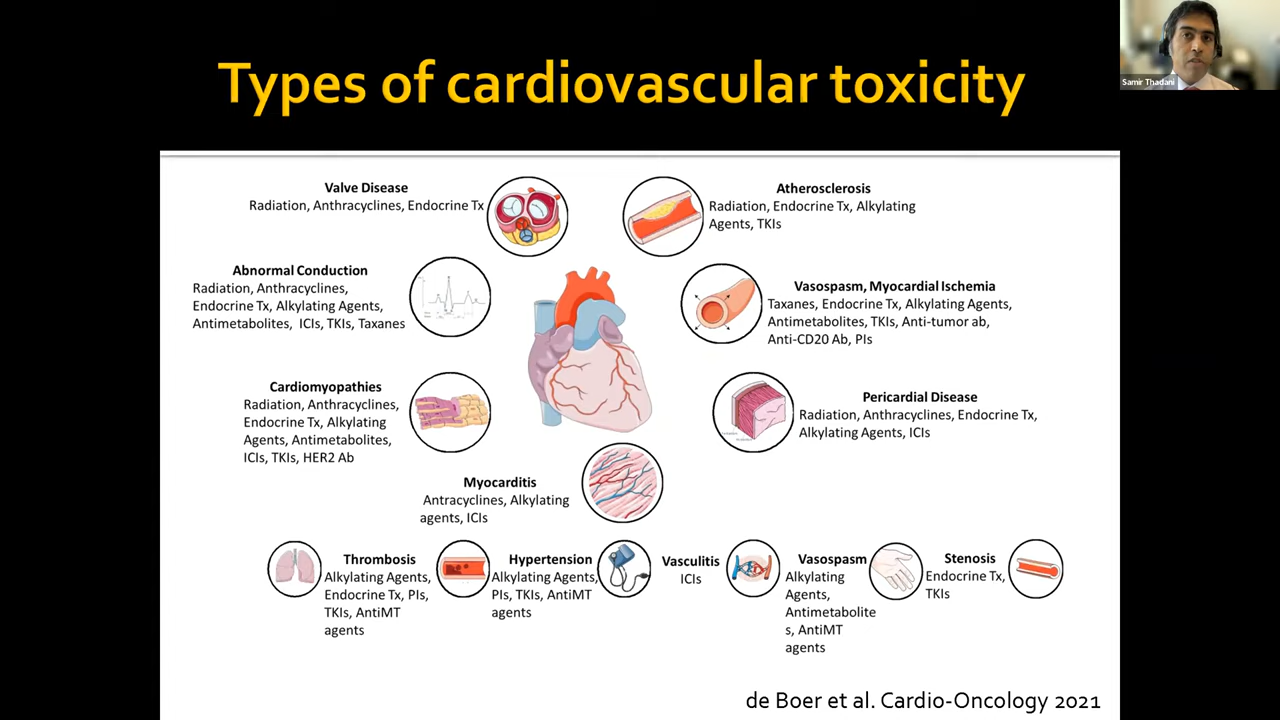 Types of cardiovascular toxicity
Samir Thadani
Valve Disease
Radiation, Anthracyclines, Endocrine Tx
Atherosclerosis
Radiation, Endocrine Tx, Alkylating
Agents, TKIs
Abnormal Conduction
Radiation, Anthracyclines,
Endocrine Tx, Alkylating Agents,
Antimetabolites, ICIs, TKIs, Taxanes
Vasospasm, Myocardial Ischemia
Taxanes, Endocrine Tx, Alkylating Agents,
Antimetabolites, TKIs, Anti-tumor ab,
Anti-CD20 Ab, PIs
Cardiomyopathies
Radiation, Anthracyclines,
Endocrine Tx, Alkylating
Agents, Antimetabolites,
ICIs, TKIs, HER2 Ab
Pericardial Disease
Radiation, Anthracyclines, Endocrine Tx,
Alkylating Agents, ICIs
Myocarditis
Antracyclines, Alkylating
agents, ICIs
Thrombosis
Alkylating Agents,
Endocrine Tx, PIs,
TKIs, AntiMT
agents
Hypertension
Alkylating Agents,
PIs, TKIs, AntiMT
agents
Vasculitis
ICIs
Vasospasm
Alkylating
Agents,
Antimetabolite
s, AntiMT
agents
Stenosis
Endocrine Tx,
TKIs
de Boer et al. Cardio-Oncology 2021